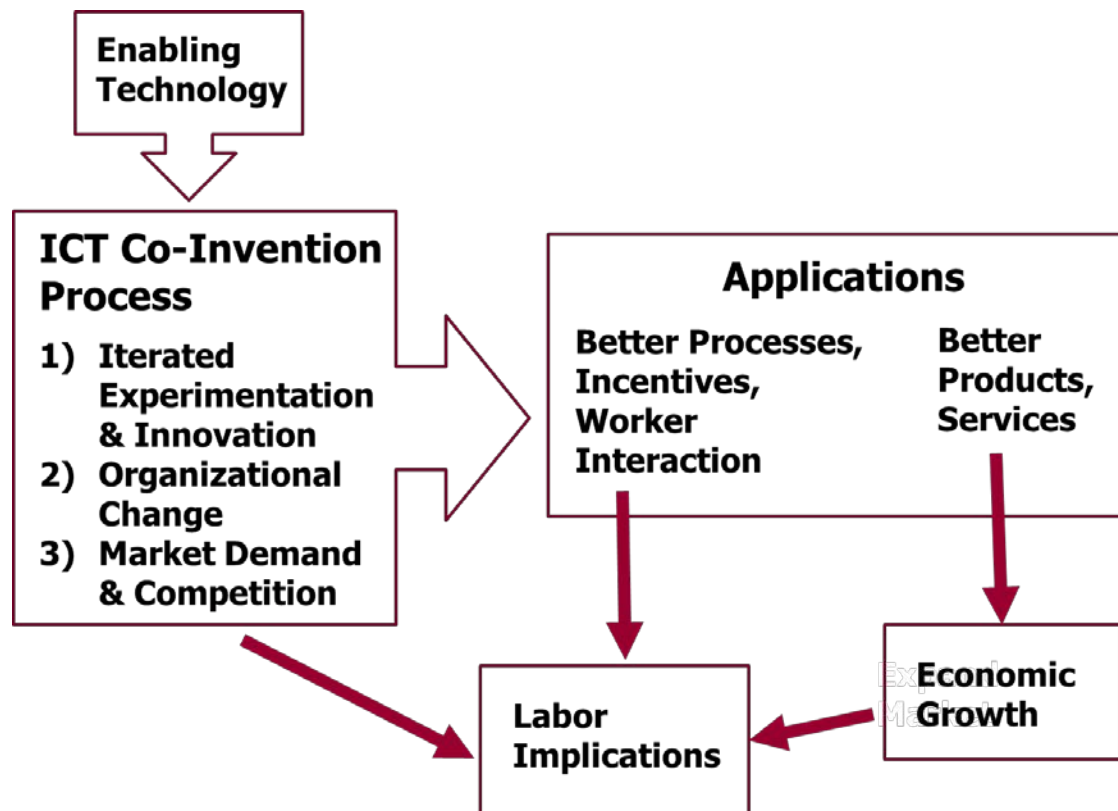 Enabling
Technology
ICT Co-Invention
Process
1) Iterated
Experimentation
& Innovation
2) Organizational
Change
3) Market Demand
& Competition
Applications
Better Processes,
Incentives,
Worker
Interaction
Better
Products,
Services
Labor
Implications
Economic
Growth